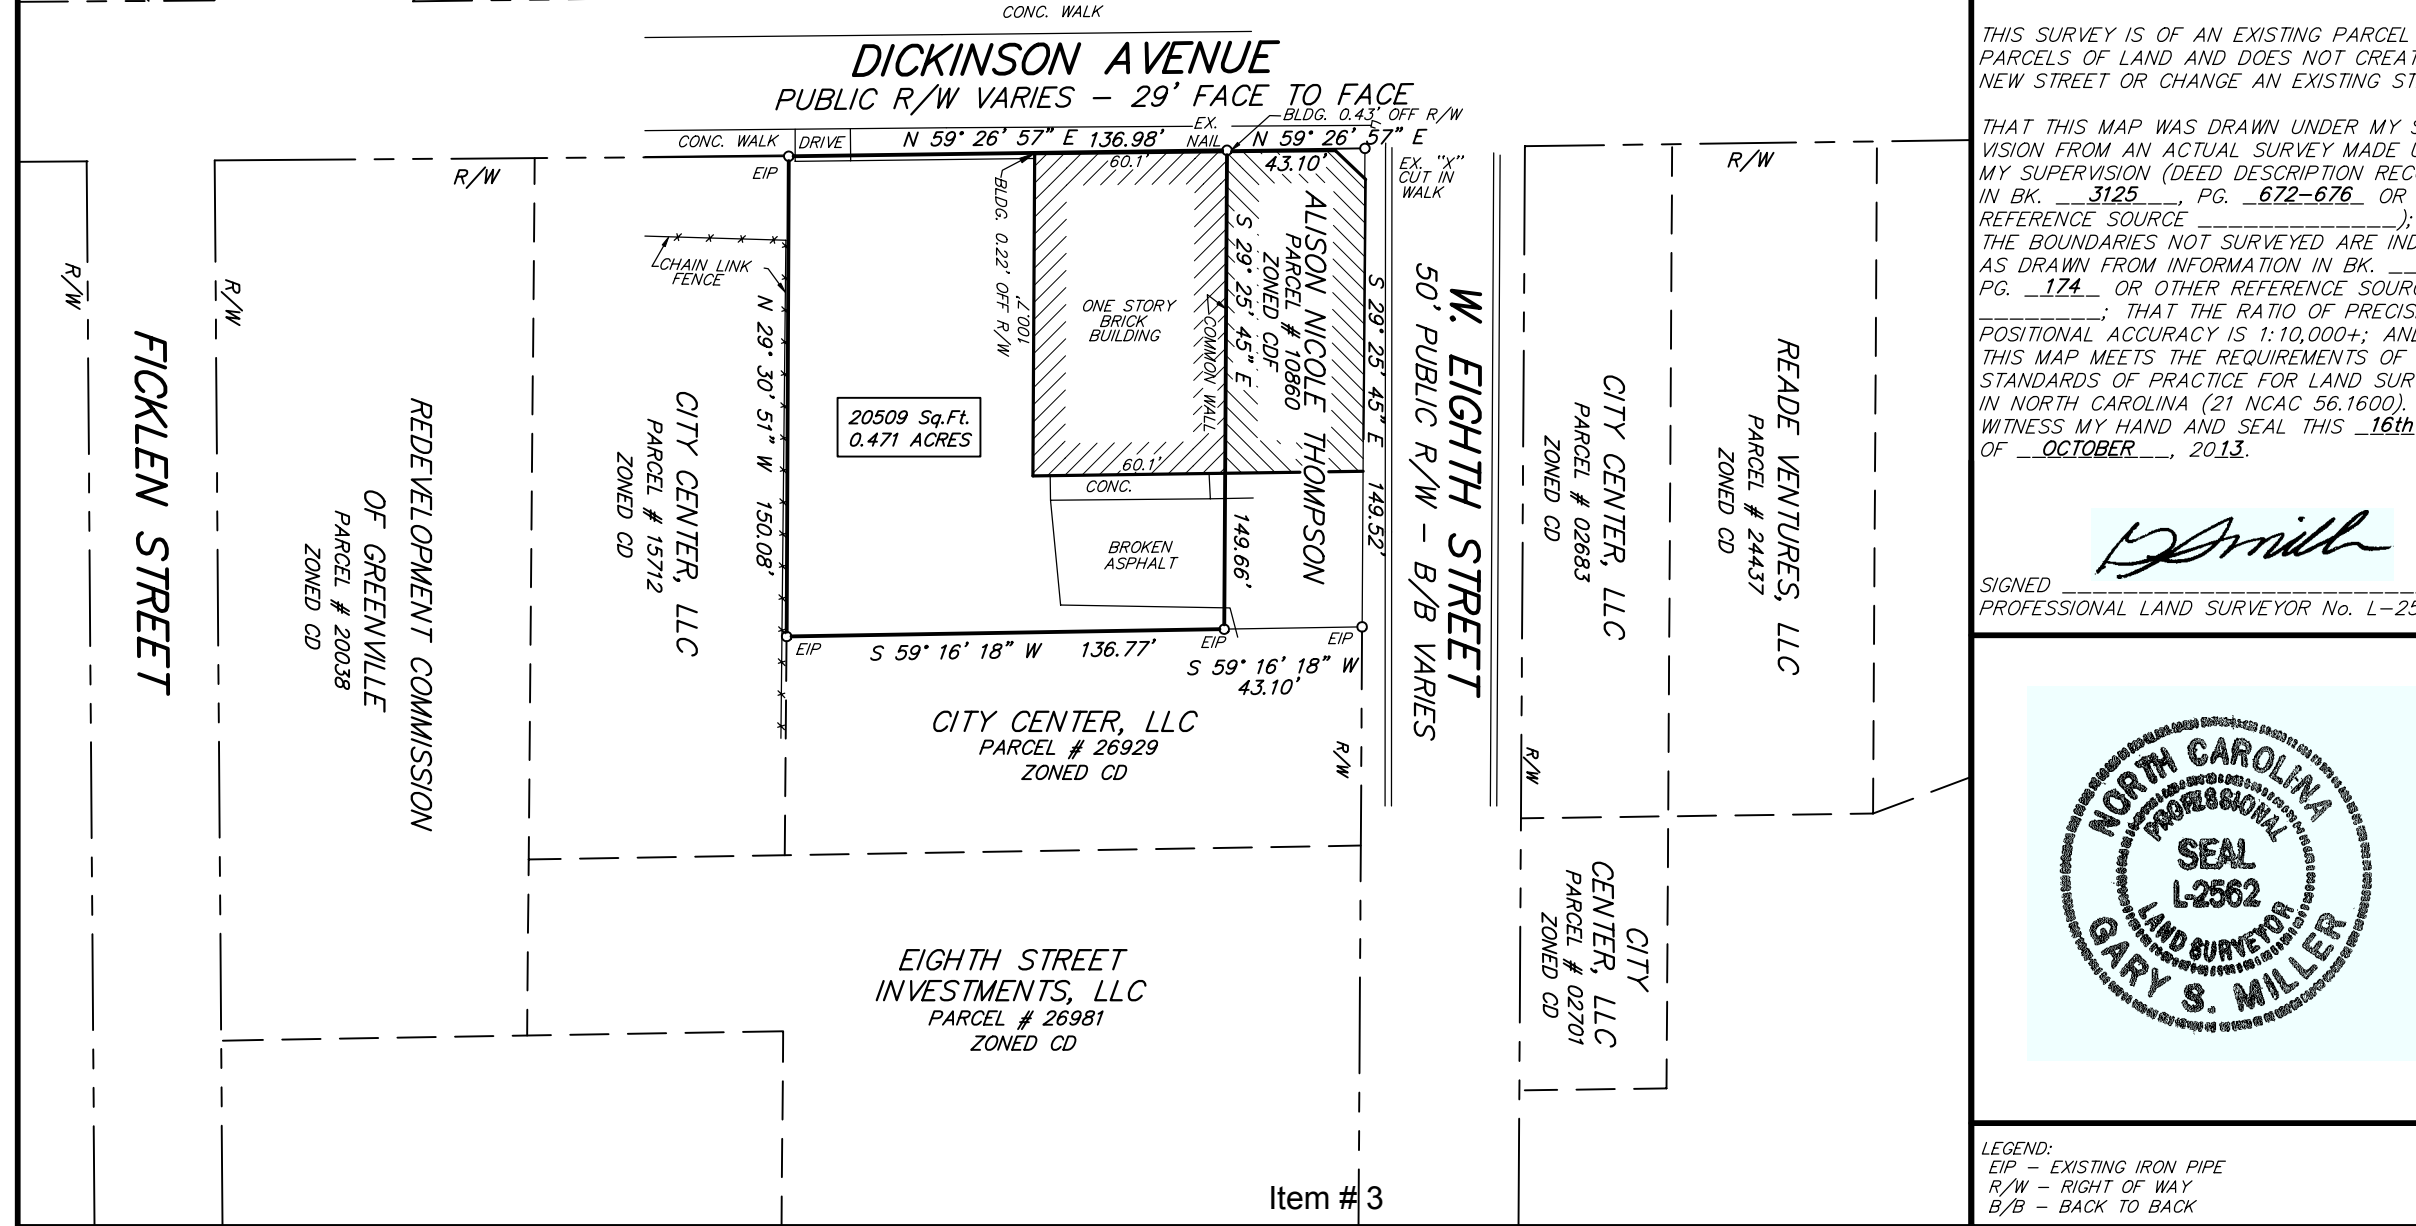 CONC. WALK
DICKINSON AVENUE
PUBLIC R/W VARIES – 29' FACE TO FACE
BLDG. 0.43' OFF R/W
CONC. WALK
DRIVE
N 59° 26' 57" E 136.98'
EX.
NAIL
N 59° 26' 57" E
43.10'
60.1'
EX. "X"
CUT IN
WALK
EIP
R/W
R/W
R/W
R/W
CHAIN LINK
FENCE
BLDG. 0.22' OFF R/W
100.7'
ONE STORY
BRICK
BUILDING
COMMON WALL
S 29° 25' 45" E
149.66'
ALISON NICOLE THOMPSON
PARCEL # 10860
ZONED CDF
S 29° 25' 45" E 149.52'
W. EIGHTH STREET
50' PUBLIC R/W – B/B VARIES
N 29° 30' 51" W 150.08'
20509 Sq.Ft.
0.471 ACRES
60.1'
CONC.
BROKEN
ASPHALT
FICKLEN STREET
REDEVELOPMENT COMMISSION
OF GREENVILLE
PARCEL # 20038
ZONED CD
CITY CENTER, LLC
PARCEL # 15712
ZONED CD
CITY CENTER, LLC
PARCEL # 02683
ZONED CD
READE VENTURES, LLC
PARCEL # 24437
ZONED CD
EIP
S 59° 16' 18" W 136.77'
EIP
EIP
S 59° 16' 18" W
43.10'
CITY CENTER, LLC
PARCEL # 26929
ZONED CD
R/W
R/W
EIGHTH STREET
INVESTMENTS, LLC
PARCEL # 26981
ZONED CD
CITY
CENTER, LLC
PARCEL # 02701
ZONED CD
Item # 3
THIS SURVEY IS OF AN EXISTING PARCEL
PARCELS OF LAND AND DOES NOT CREAT
NEW STREET OR CHANGE AN EXISTING ST
THAT THIS MAP WAS DRAWN UNDER MY S
VISION FROM AN ACTUAL SURVEY MADE U
MY SUPERVISION (DEED DESCRIPTION REC
IN BK. __3125___, PG. _672–676_ OR
REFERENCE SOURCE _____________);
THE BOUNDARIES NOT SURVEYED ARE IND
AS DRAWN FROM INFORMATION IN BK. __
PG. _174_ OR OTHER REFERENCE SOURC
________; THAT THE RATIO OF PRECIS
POSITIONAL ACCURACY IS 1:10,000+; AN
THIS MAP MEETS THE REQUIREMENTS OF
STANDARDS OF PRACTICE FOR LAND SUR
IN NORTH CAROLINA (21 NCAC 56.1600).
WITNESS MY HAND AND SEAL THIS _16th
OF __OCTOBER___, 2013.
SIGNED
PROFESSIONAL LAND SURVEYOR No. L–25
NORTH CAROLINA
PROFESSIONAL
SEAL
L-2562
LAND SURVEYOR
GARY S. MILLER
LEGEND:
EIP – EXISTING IRON PIPE
R/W – RIGHT OF WAY
B/B – BACK TO BACK